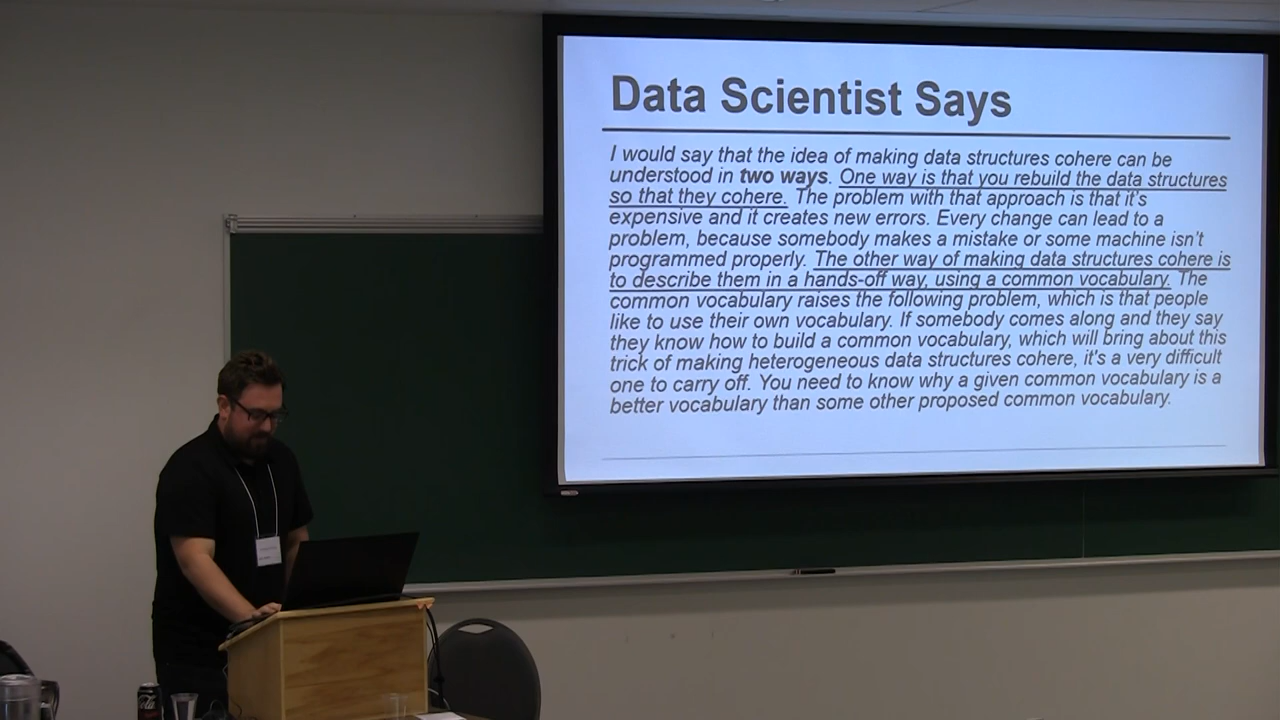 Data Scientist Says
I would say that the idea of making data structures cohere can be
understood in two ways. One way is that you rebuild the data structures
so that they cohere. The problem with that approach is that it's
expensive and it creates new errors. Every change can lead to a
problem, because somebody makes a mistake or some machine isn't
programmed properly. The other way of making data structures cohere is
to describe them in a hands-off way, using a common vocabulary. The
common vocabulary raises the following problem, which is that people
like to use their own vocabulary. If somebody comes along and they say
they know how to build a common vocabulary, which will bring about this
trick of making heterogeneous data structures cohere, it's a very difficult
one to carry off. You need to know why a given common vocabulary is a
better vocabulary than some other proposed common vocabulary.